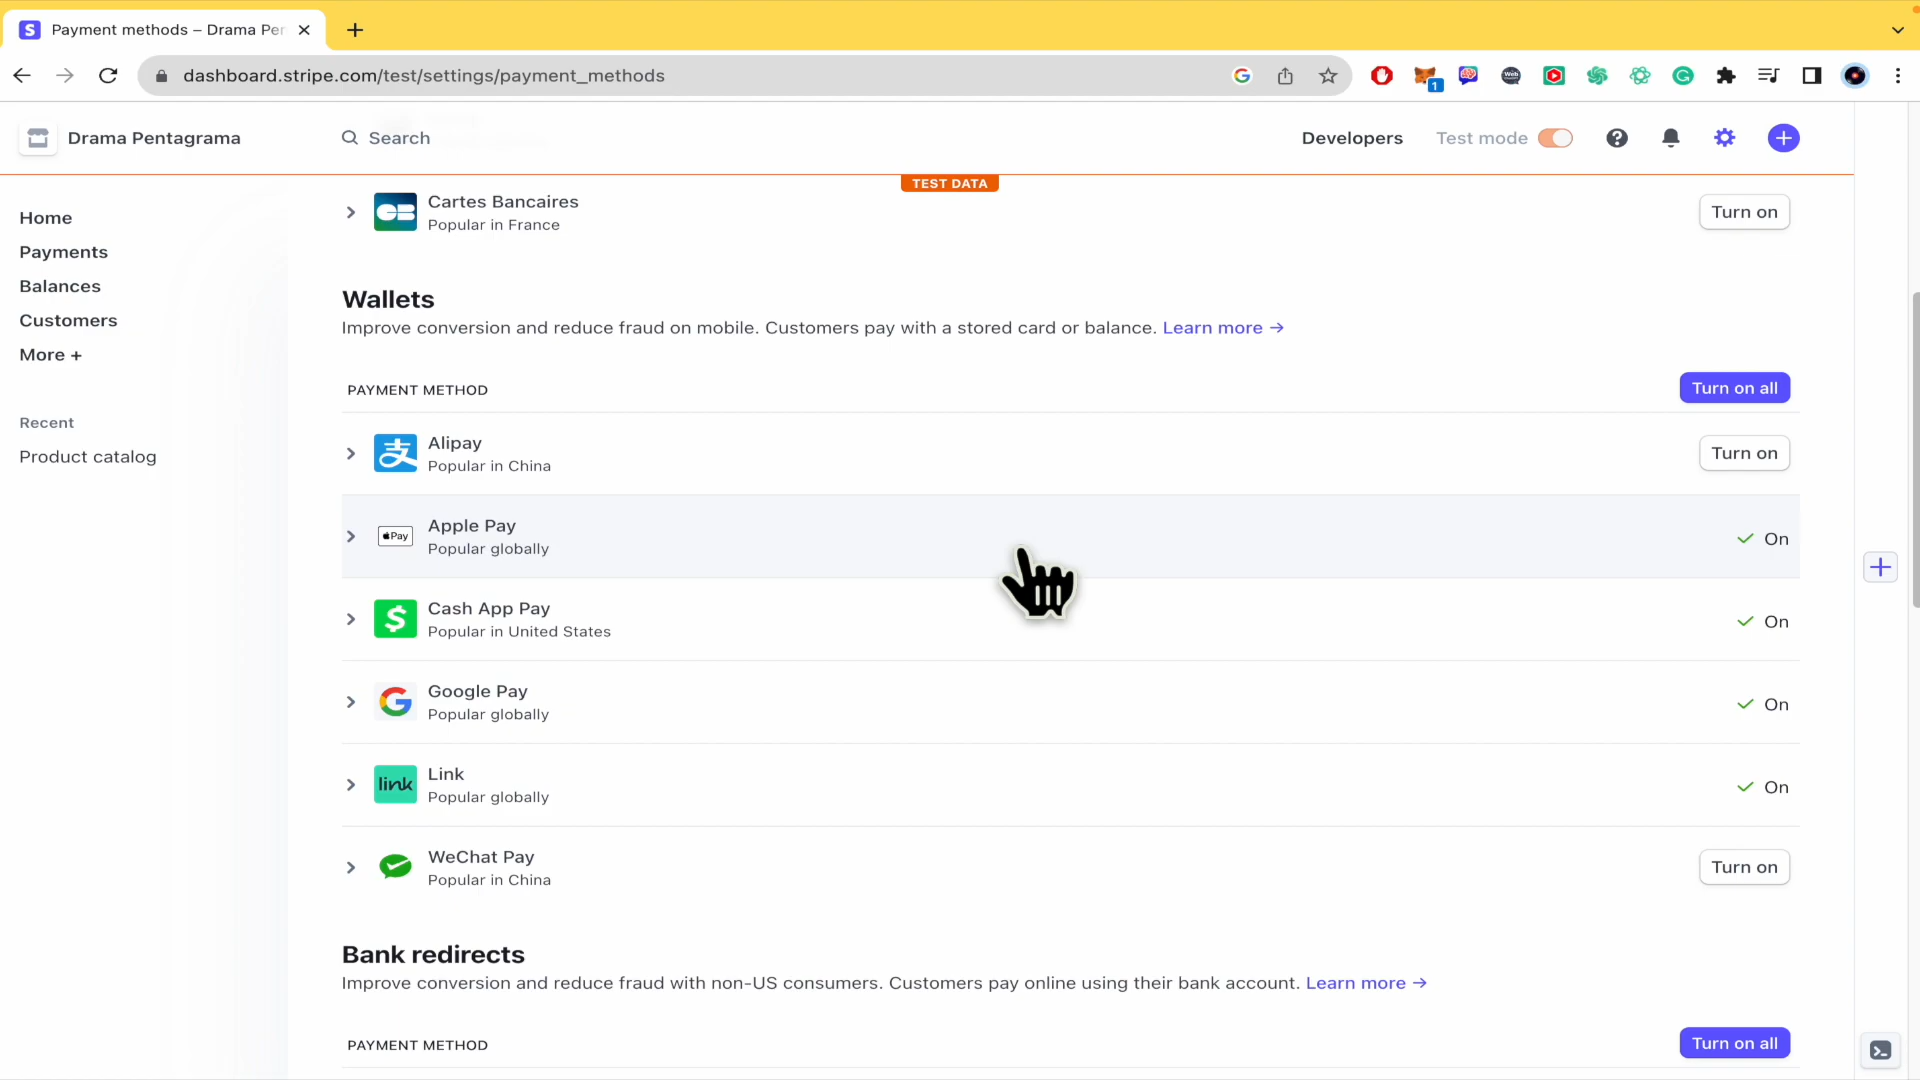 Payment methods – Drama Per
dashboard.stripe.com/test/settings/payment_methods
1
Drama Pentagrama
Search
Developers
Test mode
TEST DATA
Home
Payments
Balances
Customers
More +
Recent
Product catalog
Cartes Bancaires
Popular in France
Turn on
Wallets
Improve conversion and reduce fraud on mobile. Customers pay with a stored card or balance. Learn more →
PAYMENT METHOD
Turn on all
Alipay
Popular in China
Turn on
Pay
Apple Pay
Popular globally
On
Cash App Pay
Popular in United States
On
Google Pay
Popular globally
On
link
Link
Popular globally
On
WeChat Pay
Popular in China
Turn on
Bank redirects
Improve conversion and reduce fraud with non-US consumers. Customers pay online using their bank account. Learn more →
PAYMENT METHOD
Turn on all